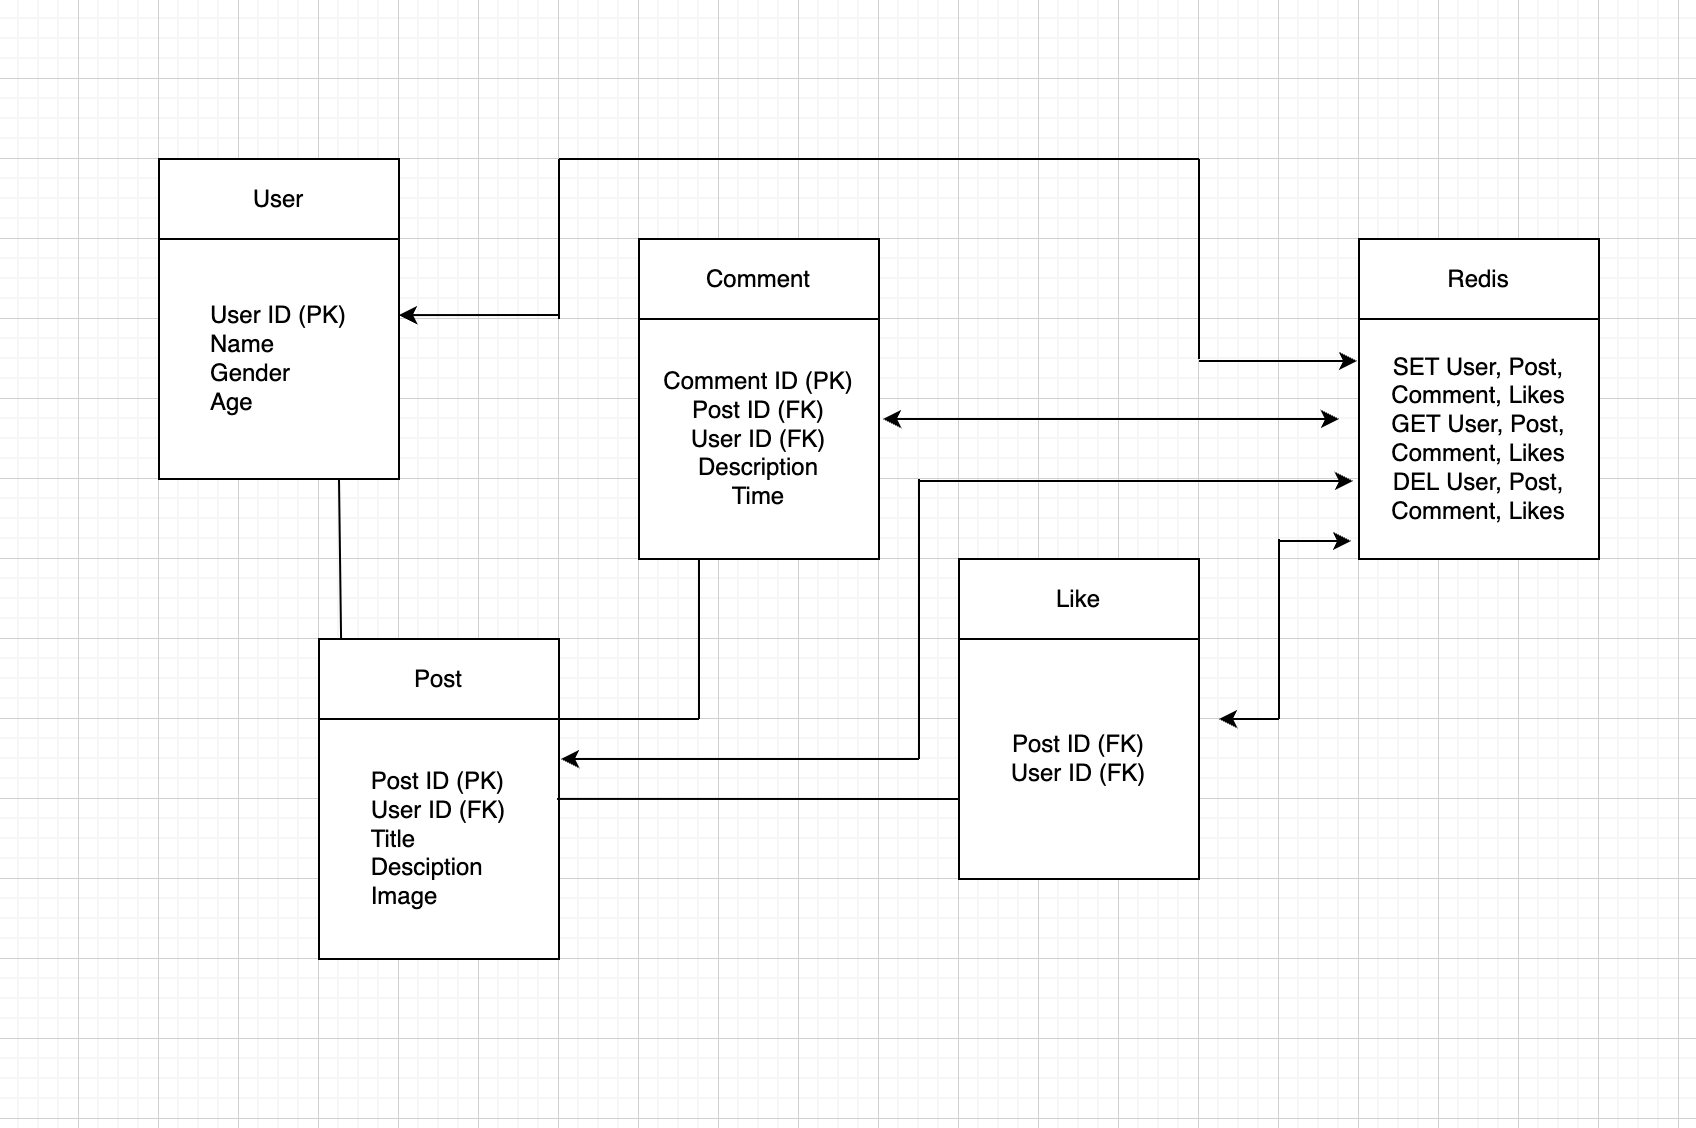 User
User ID (PK)
Name
Gender
Age
Comment
Comment ID (PK)
Post ID (FK)
User ID (FK)
Description
Time
Redis
SET User, Post,
Comment, Likes
GET User, Post,
Comment, Likes
DEL User, Post,
Comment, Likes
Like
Post ID (FK)
User ID (FK)
Post
Post ID (PK)
User ID (FK)
Title
Desciption
Image